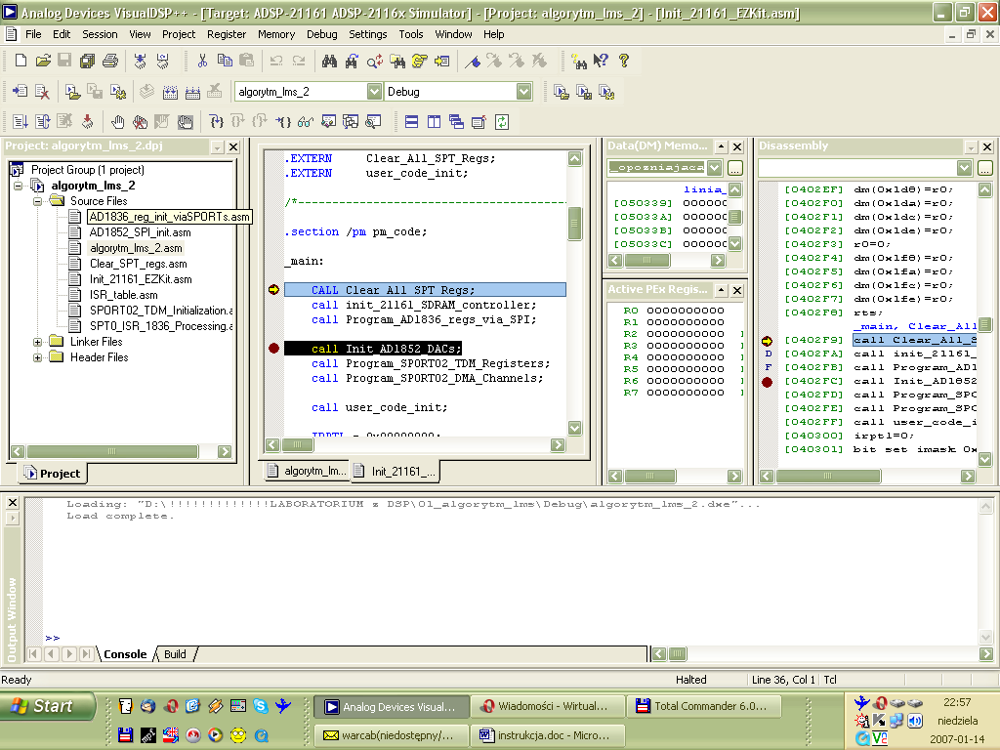 Analog Devices VisualDSP++ - [Target: ADSP-21161 ADSP-2116x Simulator] - [Project: algorytm_lms_2] - [Init_21161_EZKit.asm]
File Edit Session View Project Register Memory Debug Settings Tools Window Help
algorytm_lms_2 Debug
Project: algorytm_lms_2.dpj
Project Group (1 project)
algorytm_lms_2
Source Files
AD1836_reg_init_viaSPORTs.asm
AD1852_SPI_init.asm
algorytm_lms_2.asm
Clear_SPT_regs.asm
Init_21161_EZKit.asm
ISR_table.asm
SPORT02_TDM_Initialization.a
SPT0_ISR_1836_Processing.a
Linker Files
Header Files
Project
.EXTERN Clear_All_SPT_Regs;
.EXTERN user_code_init;
/*----------------------------------------
.section /pm pm_code;
_main:
CALL Clear_All_SPT_Regs;
call init_21161_SDRAM_controller;
call Program_AD1836_regs_via_SPI;
call Init_AD1852_DACs;
call Program_SPORT02_TDM_Registers;
call Program_SPORT02_DMA_Channels;
call user_code_init;
IRPTL = 0x00000000;
algorytm_lm... Init_21161_...
Data(DM) Memo...
_opozniajaca
...
linia_
[050339] 000000
[05033A] 000000
[05033B] 000000
[05033C] 000000
Active PEx Regis...
R0 0000000000
R1 0000000000
R2 0000000000
R3 0000000000
R4 0000000000
R5 0000000000
R6 0000000000
R7 0000000000
Disassembly
...
[0402EF] dm(0x1d8)=r0;
[0402F0] dm(0x1da)=r0;
[0402F1] dm(0x1dc)=r0;
[0402F2] dm(0x1de)=r0;
[0402F3] r0=0;
[0402F4] dm(0x1f8)=r0;
[0402F5] dm(0x1fa)=r0;
[0402F6] dm(0x1fc)=r0;
[0402F7] dm(0x1fe)=r0;
[0402F8] rts;
_main, Clear_All
[0402F9] call Clear_All_S
D [0402FA] call init_21161_
F [0402FB] call Program_AD1
[0402FC] call Init_AD1852
[0402FD] call Program_SPO
[0402FE] call Program_SPO
[0402FF] call user_code_i
[040300] irptl=0;
[040301] bit set imask 0x
Output Window
Loading: "D:\!!!!!!!!!!!!!LABORATORIUM z DSP\01_algorytm_lms\Debug\algorytm_lms_2.dxe"...
Load complete.
>>
Console Build
Ready Halted Line 36, Col 1 Tcl
Start
Analog Devices Visual...
Wiadomości - Wirtual...
Total Commander 6.0...
warcab(niedostępny/...
instrukcja.doc - Micro...
22:57
niedziela
2007-01-14